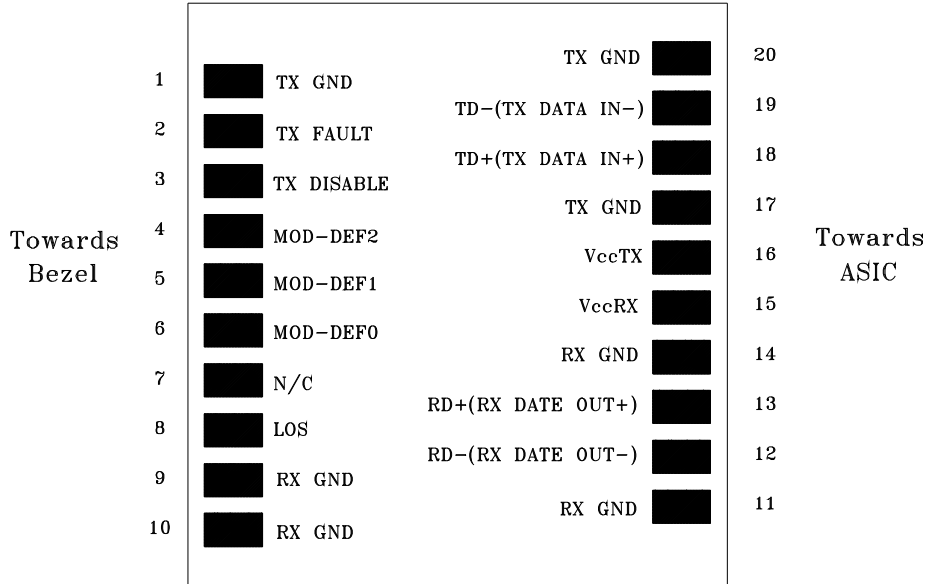 1 TX GND
2 TX FAULT
3 TX DISABLE
4 MOD-DEF2
5 MOD-DEF1
6 MOD-DEF0
7 N/C
8 LOS
9 RX GND
10 RX GND
Towards
Bezel
TX GND 20
TD-(TX DATA IN-) 19
TD+(TX DATA IN+) 18
TX GND 17
VccTX 16
VccRX 15
RX GND 14
RD+(RX DATE OUT+) 13
RD-(RX DATE OUT-) 12
RX GND 11
Towards
ASIC